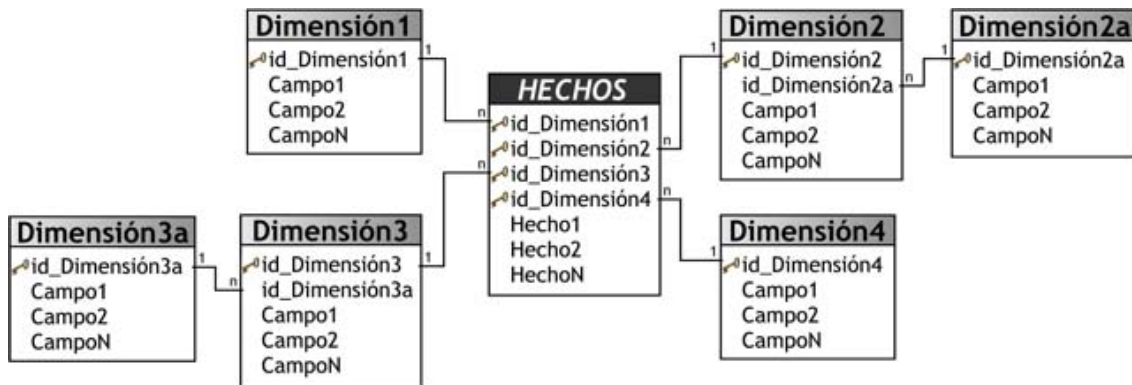 Dimensión1
id_Dimensión1
Campo1
Campo2
CampoN
1
n
HECHOS
id_Dimensión1
id_Dimensión2
id_Dimensión3
id_Dimensión4
Hecho1
Hecho2
HechoN
n
n
n
Dimensión2
id_Dimensión2
id_Dimensión2a
Campo1
Campo2
CampoN
1
n
Dimensión2a
id_Dimensión2a
Campo1
Campo2
CampoN
1
Dimensión3a
id_Dimensión3a
Campo1
Campo2
CampoN
1
n
Dimensión3
id_Dimensión3
id_Dimensión3a
Campo1
Campo2
CampoN
1
Dimensión4
id_Dimensión4
Campo1
Campo2
CampoN
1